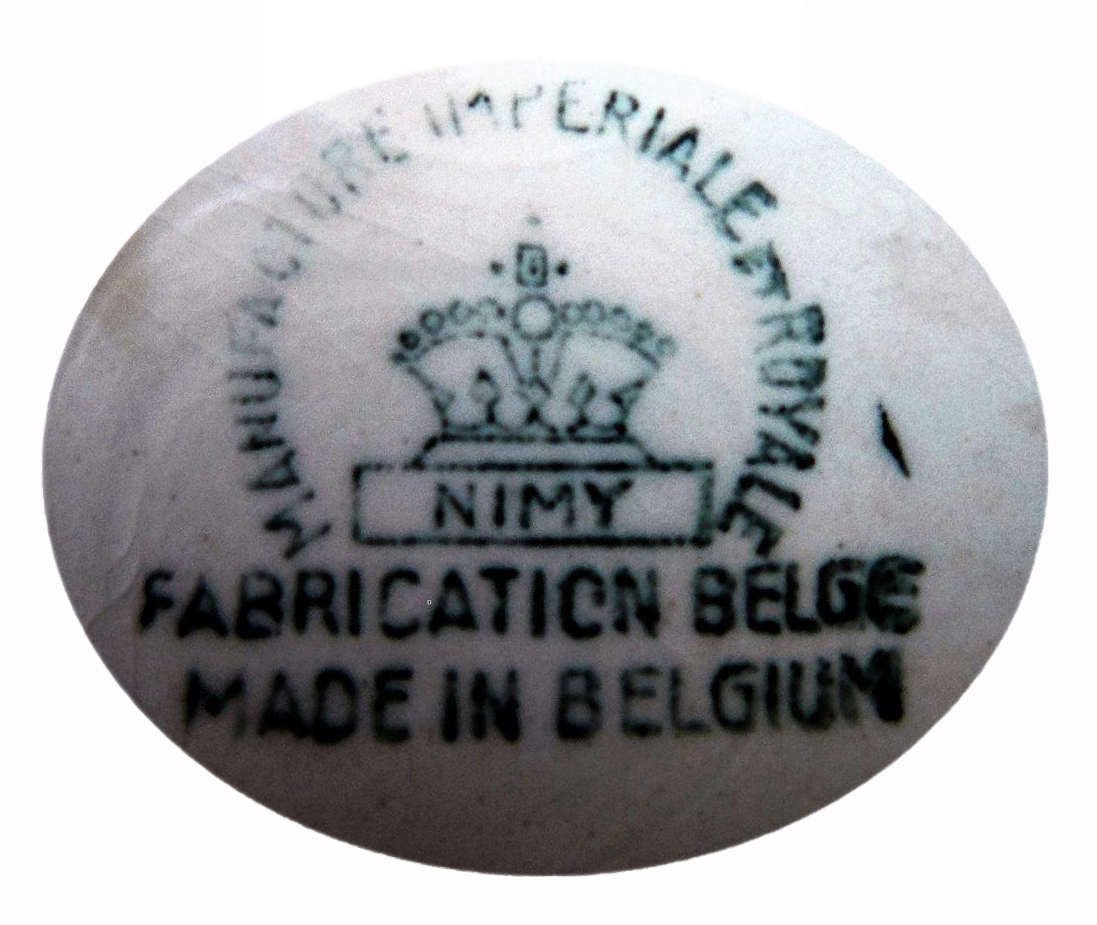 MANUFACTURE IMPERIALE ET ROYALE
NIMY
FABRICATION BELGE
MADE IN BELGIUM